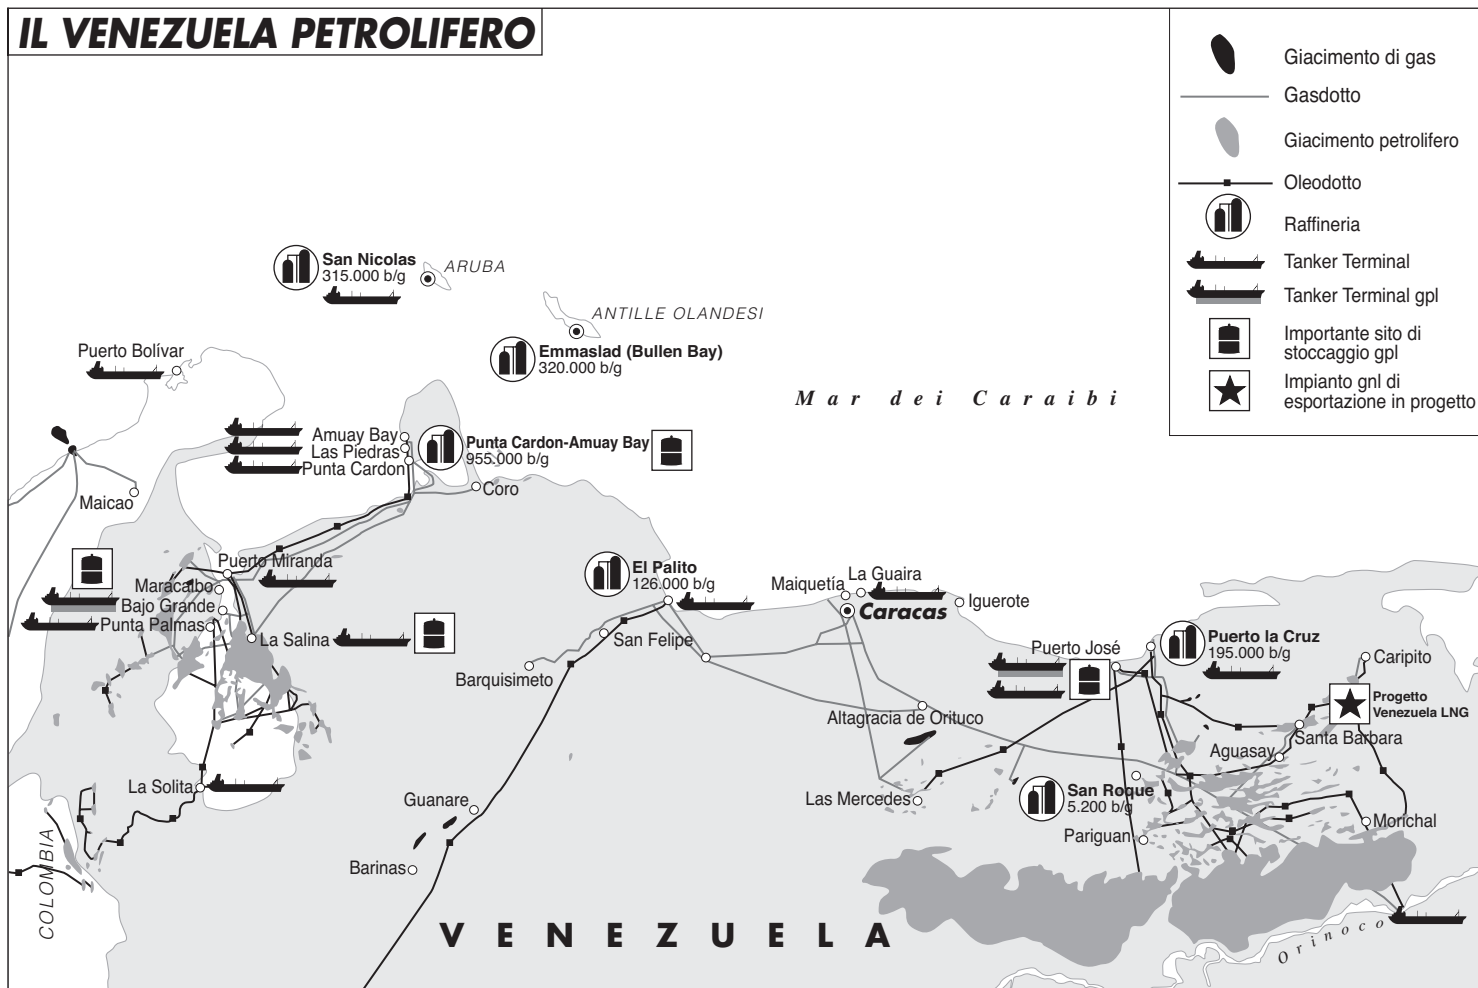 IL VENEZUELA PETROLIFERO
Giacimento di gas
Gasdotto
Giacimento petrolifero
Oleodotto
Raffineria
Tanker Terminal
Tanker Terminal gpl
Importante sito di
stoccaggio gpl
Impianto gnl di
esportazione in progetto
San Nicolas
315.000 b/g
ARUBA
ANTILLE OLANDESI
Emmaslad (Bullen Bay)
320.000 b/g
Puerto Bolívar
Mar dei Caraibi
Amuay Bay
Las Piedras
Punta Cardon
Punta Cardon-Amuay Bay
955.000 b/g
Coro
Maicao
Puerto Miranda
Maracaibo
Bajo Grande
Punta Palmas
La Salina
El Palito
126.000 b/g
San Felipe
Barquisimeto
Maiquetía
La Guaira
Caracas
Iguerote
Puerto José
Puerto la Cruz
195.000 b/g
Caripito
Progetto
Venezuela LNG
Altagracia de Orituco
Santa Bárbara
Aguasay
La Solita
Guanare
Las Mercedes
San Roque
5.200 b/g
Pariguan
Morichal
Barinas
COLOMBIA
VENEZUELA
Orinoco